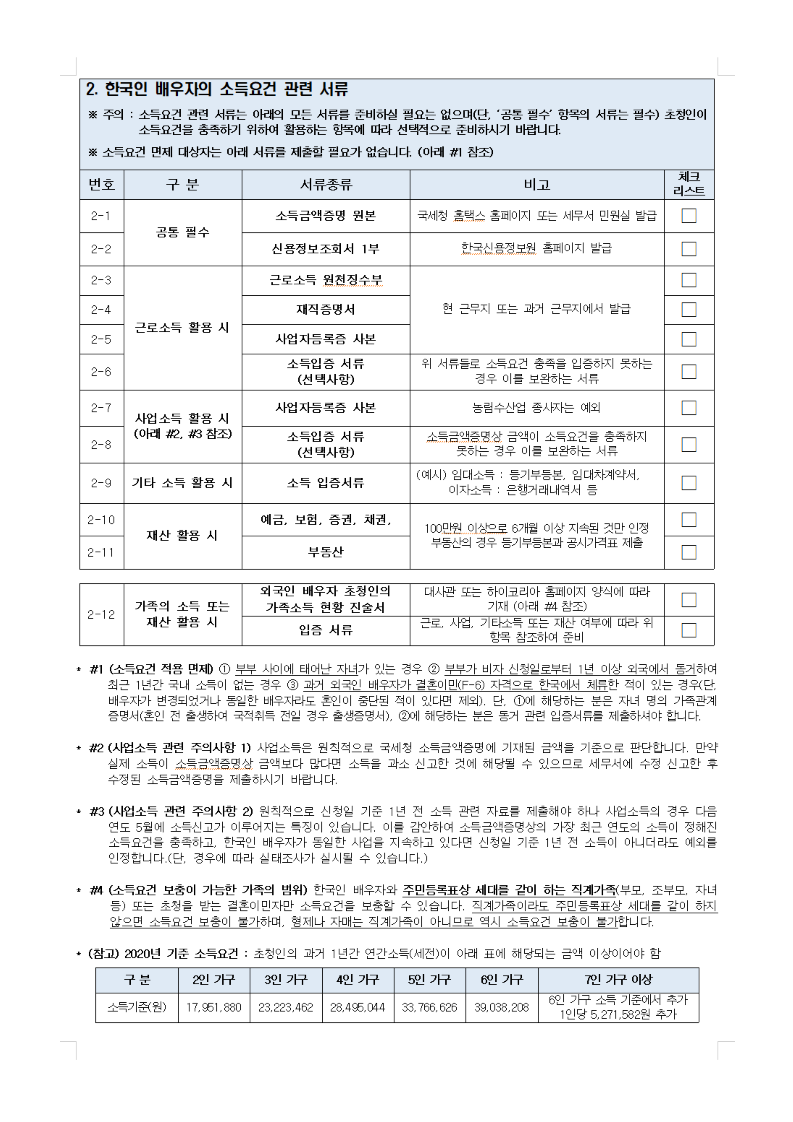 2. 한국인 배우자의 소득요건 관련 서류
※ 주의 : 소득요건 관련 서류는 아래의 모든 서류를 준비하실 필요는 없으며(단, ‘공통 필수’ 항목의 서류는 필수) 초청인이
소득요건을 충족하기 위하여 활용하는 항목에 따라 선택적으로 준비하시기 바랍니다.
※ 소득요건 면제 대상자는 아래 서류를 제출할 필요가 없습니다. (아래 #1 참조)
번호 구 분 서류종류 비고 체크
리스트
2-1 공통 필수 소득금액증명 원본 국세청 홈택스 홈페이지 또는 세무서 민원실 발급 □
2-2 신용정보조회서 1부 한국신용정보원 홈페이지 발급 □
2-3 근로소득 활용 시 근로소득 원천징수부 현 근무지 또는 과거 근무지에서 발급 □
2-4 재직증명서 □
2-5 사업자등록증 사본 □
2-6 소득입증 서류
(선택사항) 위 서류들로 소득요건 충족을 입증하지 못하는
경우 이를 보완하는 서류 □
2-7 사업소득 활용 시
(아래 #2, #3 참조) 사업자등록증 사본 농림수산업 종사자는 예외 □
2-8 소득입증 서류
(선택사항) 소득금액증명상 금액이 소득요건을 충족하지
못하는 경우 이를 보완하는 서류 □
2-9 기타 소득 활용 시 소득 입증서류 (예시) 임대소득 : 등기부등본, 임대차계약서,
이자소득 : 은행거래내역서 등 □
2-10 재산 활용 시 예금, 보험, 증권, 채권, 100만원 이상으로 6개월 이상 지속된 것만 인정
부동산의 경우 등기부등본과 공시가격표 제출 □
2-11 부동산 □
2-12 가족의 소득 또는
재산 활용 시 외국인 배우자 초청인의
가족소득 현황 진술서 대사관 또는 하이코리아 홈페이지 양식에 따라
기재 (아래 #4 참조) □
입증 서류 근로, 사업, 기타소득 또는 재산 여부에 따라 위
항목 참조하여 준비 □
* #1 (소득요건 적용 면제) ① 부부 사이에 태어난 자녀가 있는 경우 ② 부부가 비자 신청일로부터 1년 이상 외국에서 동거하여
최근 1년간 국내 소득이 없는 경우 ③ 과거 외국인 배우자가 결혼이민(F-6) 자격으로 한국에서 체류한 적이 있는 경우(단,
배우자가 변경되었거나 동일한 배우자라도 혼인이 중단된 적이 있다면 제외). 단, ①에 해당하는 분은 자녀 명의 가족관계
증명서(혼인 전 출생하여 국적취득 전일 경우 출생증명서), ②에 해당하는 분은 동거 관련 입증서류를 제출하셔야 합니다.
* #2 (사업소득 관련 주의사항 1) 사업소득은 원칙적으로 국세청 소득금액증명에 기재된 금액을 기준으로 판단합니다. 만약
실제 소득이 소득금액증명상 금액보다 많다면 소득을 과소 신고한 것에 해당될 수 있으므로 세무서에 수정 신고한 후
수정된 소득금액증명을 제출하시기 바랍니다.
* #3 (사업소득 관련 주의사항 2) 원칙적으로 신청일 기준 1년 전 소득 관련 자료를 제출해야 하나 사업소득의 경우 다음
연도 5월에 소득신고가 이루어지는 특징이 있습니다. 이를 감안하여 소득금액증명상의 가장 최근 연도의 소득이 정해진
소득요건을 충족하고, 한국인 배우자가 동일한 사업을 지속하고 있다면 신청일 기준 1년 전 소득이 아니더라도 예외를
인정합니다.(단, 경우에 따라 실태조사가 실시될 수 있습니다.)
* #4 (소득요건 보충이 가능한 가족의 범위) 한국인 배우자와 주민등록표상 세대를 같이 하는 직계가족(부모, 조부모, 자녀
등) 또는 초청을 받는 결혼이민자만 소득요건을 보충할 수 있습니다. 직계가족이라도 주민등록표상 세대를 같이 하지
않으면 소득요건 보충이 불가하며, 형제나 자매는 직계가족이 아니므로 역시 소득요건 보충이 불가합니다.
* (참고) 2020년 기준 소득요건 : 초청인의 과거 1년간 연간소득(세전)이 아래 표에 해당되는 금액 이상이어야 함
구 분 2인 가구 3인 가구 4인 가구 5인 가구 6인 가구 7인 가구 이상
소득기준(원) 17,951,880 23,223,462 28,495,044 33,766,626 39,038,208 6인 가구 소득 기준에서 추가
1인당 5,271,582원 추가